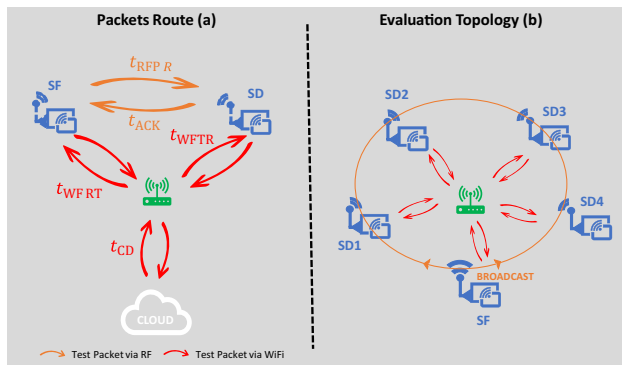 Packets Route (a)
Evaluation Topology (b)
SF
t_RFP R
SD
t_ACK
t_WFTR
t_WF RT
t_CD
CLOUD
SD2
SD3
SD1
SD4
BROADCAST
SF
Test Packet via RF
Test Packet via WiFi